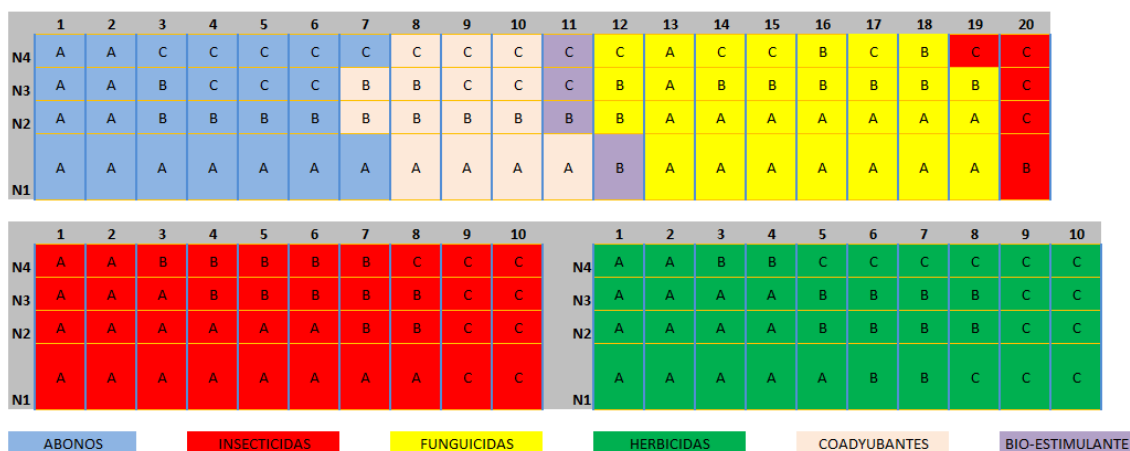 1 2 3 4 5 6 7 8 9 10 11 12 13 14 15 16 17 18 19 20
N4 A A C C C C C C C C C C A C C B C B C C
N3 A A B C C C B B C C C B A B B B B B B C
N2 A A B B B B B B B B B B A A A A A A A C
N1 A A A A A A A A A A A B A A A A A A A B
1 2 3 4 5 6 7 8 9 10 1 2 3 4 5 6 7 8 9 10
N4 A A B B B B B C C C N4 A A B B C C C C C C
N3 A A A B B B B B C C N3 A A A A B B B B C C
N2 A A A A A A B B C C N2 A A A A B B B B C C
N1 A A A A A A A A C C N1 A A A A A B B C C C
ABONOS INSECTICIDAS FUNGUICIDAS HERBICIDAS COADYUBANTES BIO-ESTIMULANTE